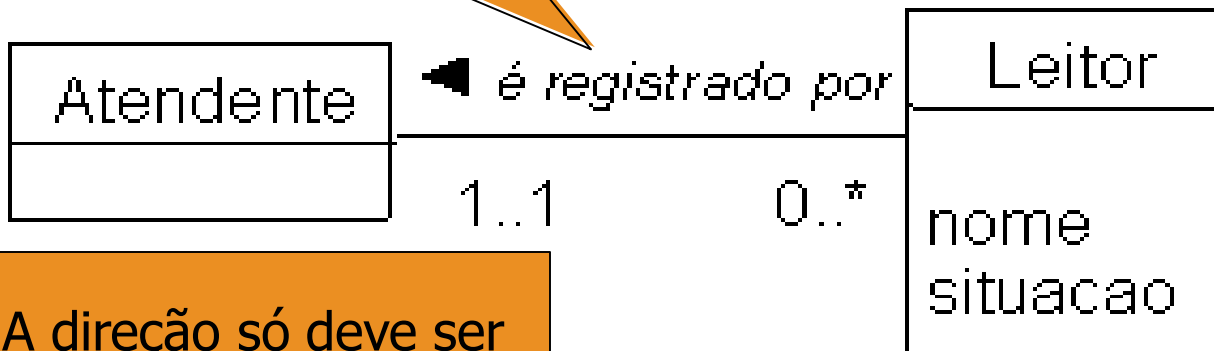 Atendente
◄ é registrado por
Leitor
1..1
0..*
nome
situacao
A direção só deve ser